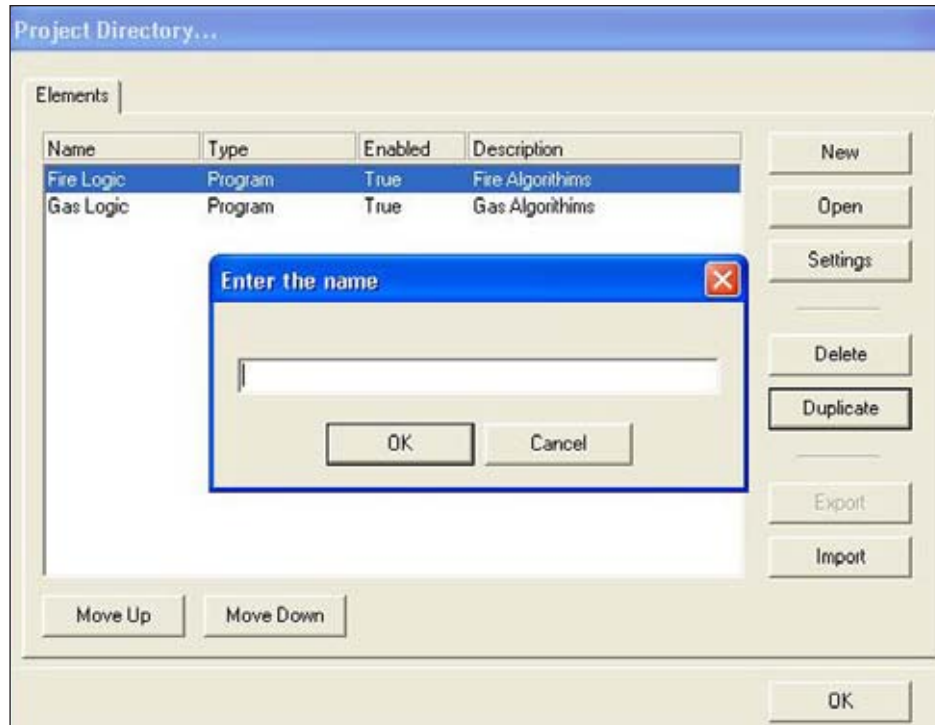 Project Directory...
Elements
Name Type Enabled Description
Fire Logic Program True Fire Algorithims
Gas Logic Program True Gas Algorithims
New
Open
Settings
Enter the name
OK Cancel
Delete
Duplicate
Export
Import
Move Up Move Down
OK